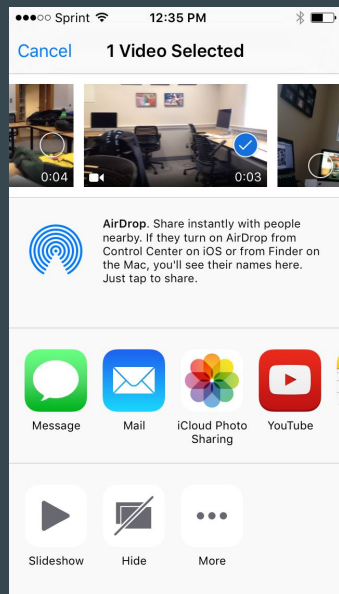 Sprint 12:35 PM
Cancel 1 Video Selected
0:04 0:03
AirDrop. Share instantly with people
nearby. If they turn on AirDrop from
Control Center on iOS or from Finder on
the Mac, you'll see their names here.
Just tap to share.
Message Mail iCloud Photo YouTube
Sharing
Slideshow Hide More